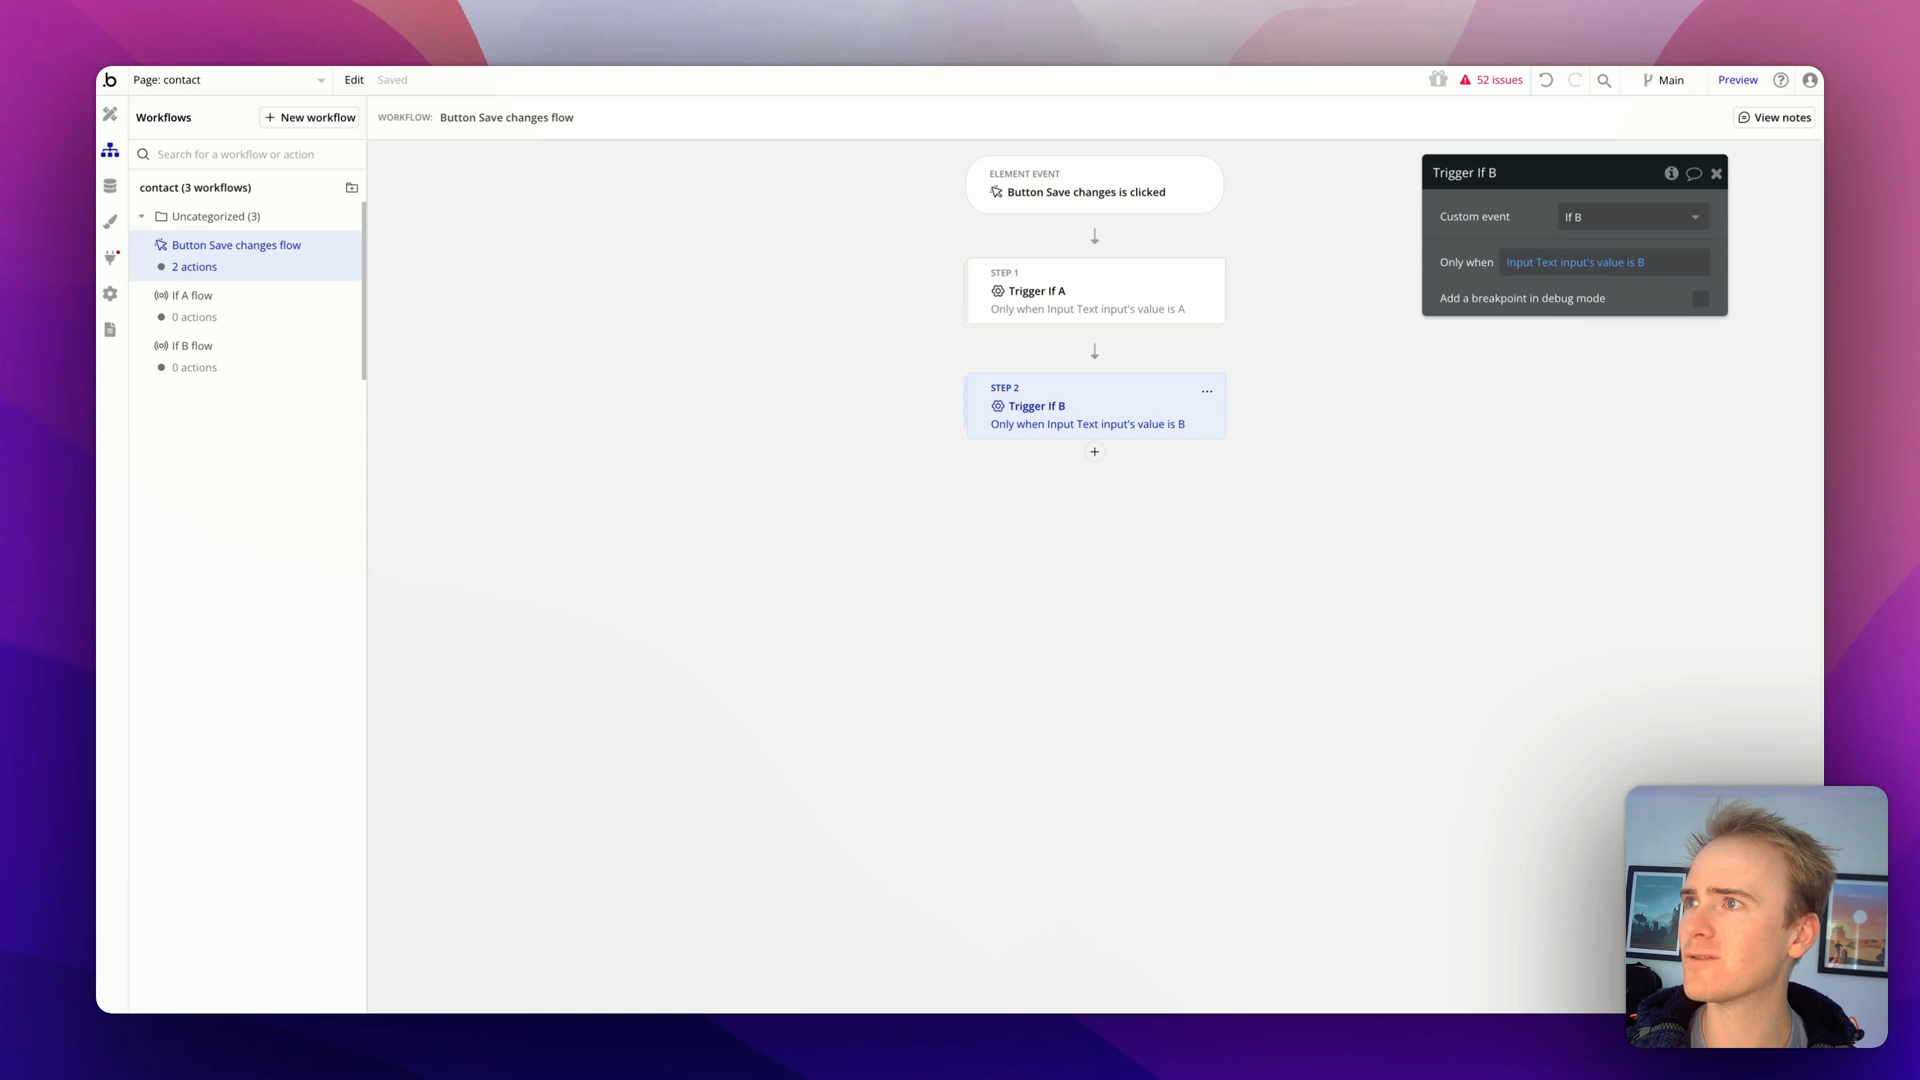 .b
Page: contact
Edit
Saved
52 issues
Main
Preview
Workflows
+ New workflow
WORKFLOW: Button Save changes flow
View notes
Search for a workflow or action
contact (3 workflows)
Uncategorized (3)
Button Save changes flow
2 actions
If A flow
0 actions
If B flow
0 actions
ELEMENT EVENT
Button Save changes is clicked
STEP 1
Trigger If A
Only when Input Text input's value is A
STEP 2
...
Trigger If B
Only when Input Text input's value is B
Trigger If B
Custom event
If B
Only when
Input Text input's value is B
Add a breakpoint in debug mode